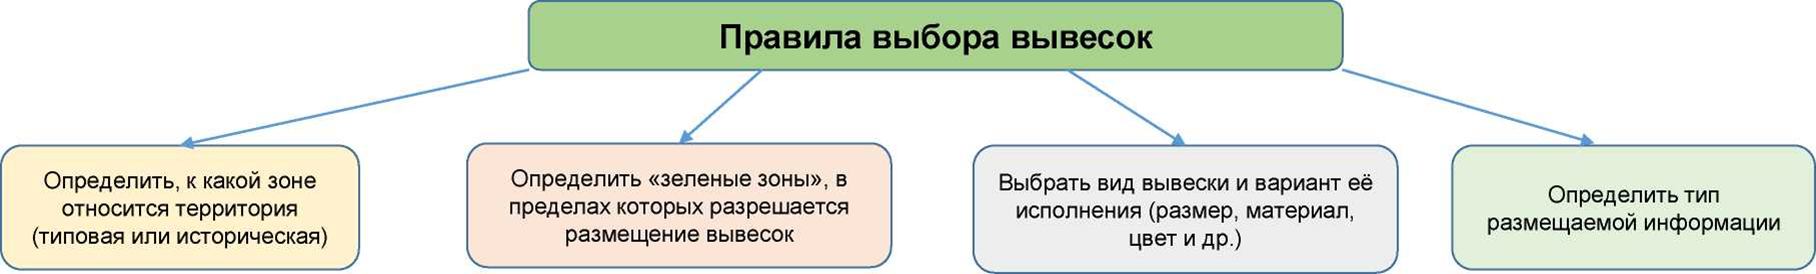 Правила выбора вывесок
Определить, к какой зоне
относится территория
(типовая или историческая)
Определить «зеленые зоны», в
пределах которых разрешается
размещение вывесок
Выбрать вид вывески и вариант её
исполнения (размер, материал,
цвет и др.)
Определить тип
размещаемой информации